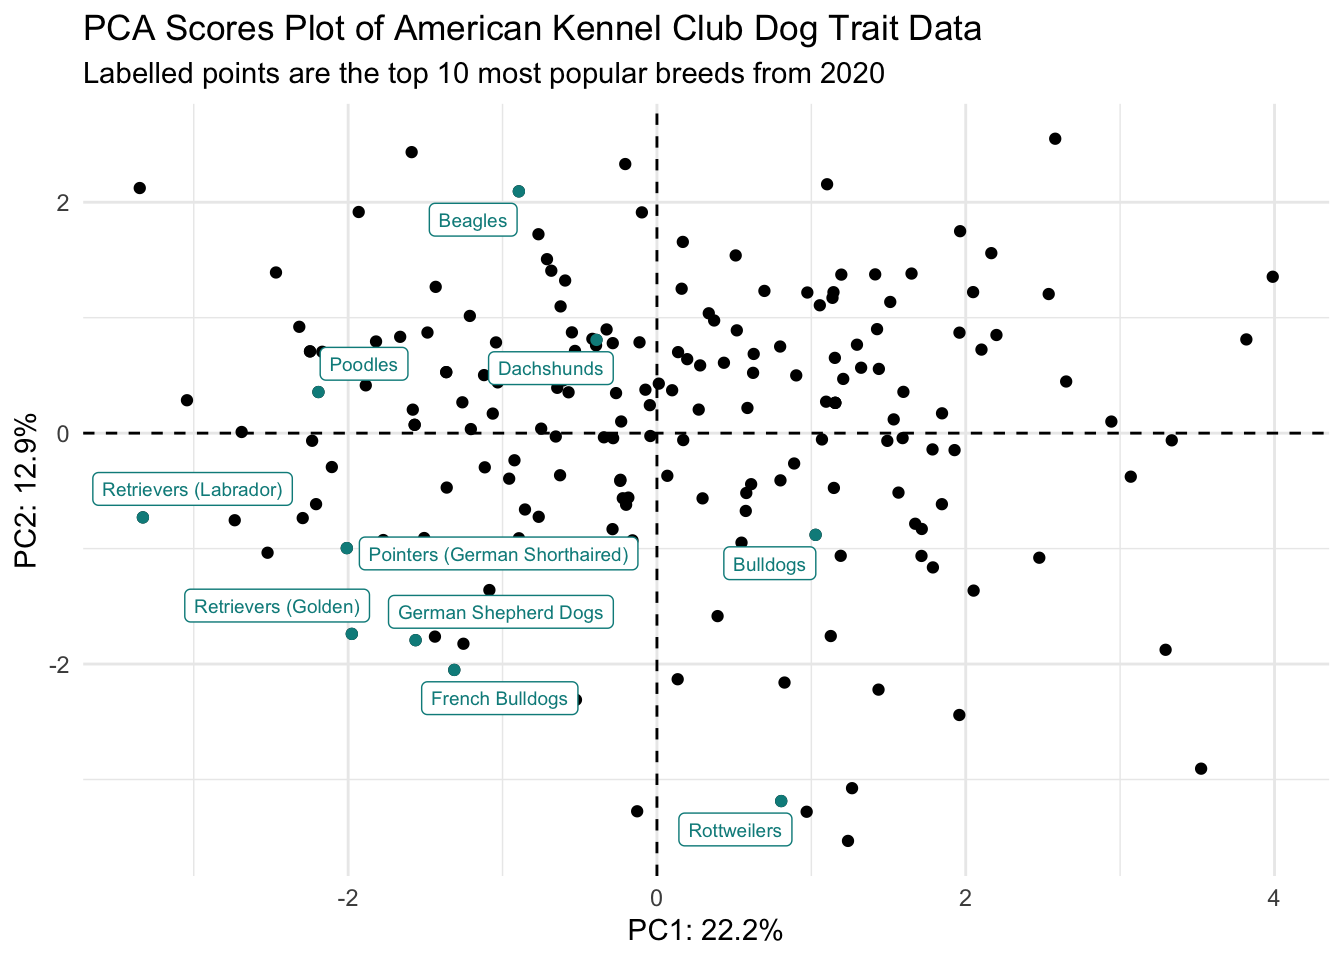 PCA Scores Plot of American Kennel Club Dog Trait Data
Labelled points are the top 10 most popular breeds from 2020
PC2: 12.9%
2
0
-2
Beagles
Poodles
Dachshunds
Retrievers (Labrador)
Pointers (German Shorthaired)
Bulldogs
Retrievers (Golden)
German Shepherd Dogs
French Bulldogs
Rottweilers
-2
0
2
4
PC1: 22.2%